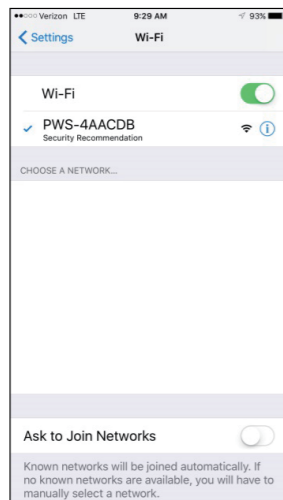 ●●○○○ Verizon LTE 9:29 AM 93%
Settings Wi-Fi
Wi-Fi
PWS-4AACDB
Security Recommendation
CHOOSE A NETWORK...
Ask to Join Networks
Known networks will be joined automatically. If
no known networks are available, you will have to
manually select a network.